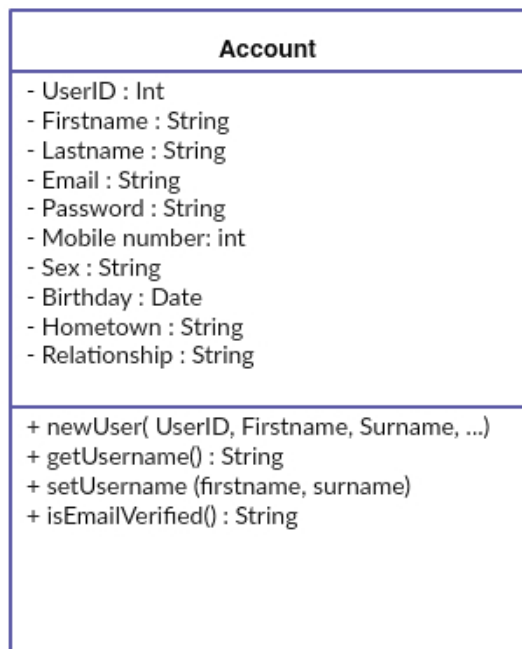 Account
- UserID : Int
- Firstname : String
- Lastname : String
- Email : String
- Password : String
- Mobile number: int
- Sex : String
- Birthday : Date
- Hometown : String
- Relationship : String
+ newUser( UserID, Firstname, Surname, ...)
+ getUsername() : String
+ setUsername (firstname, surname)
+ isEmailVerified() : String